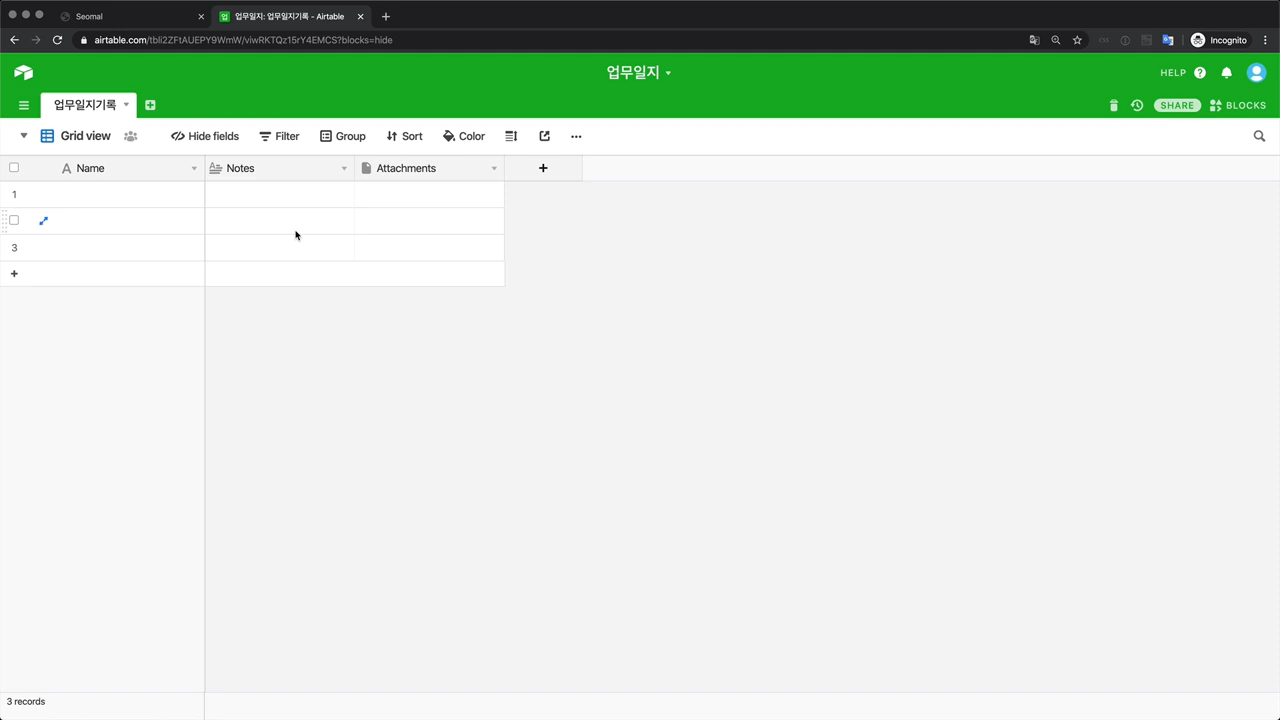 Seomal
업무일지: 업무일지기록 - Airtable
airtable.com/tbli2ZFtAUEPY9WmW/viwRKTQz15rY4EMCS?blocks=hide
Incognito
업무일지
HELP
업무일지기록
SHARE
BLOCKS
Grid view
Hide fields
Filter
Group
Sort
Color
Name
Notes
Attachments
1
3
3 records